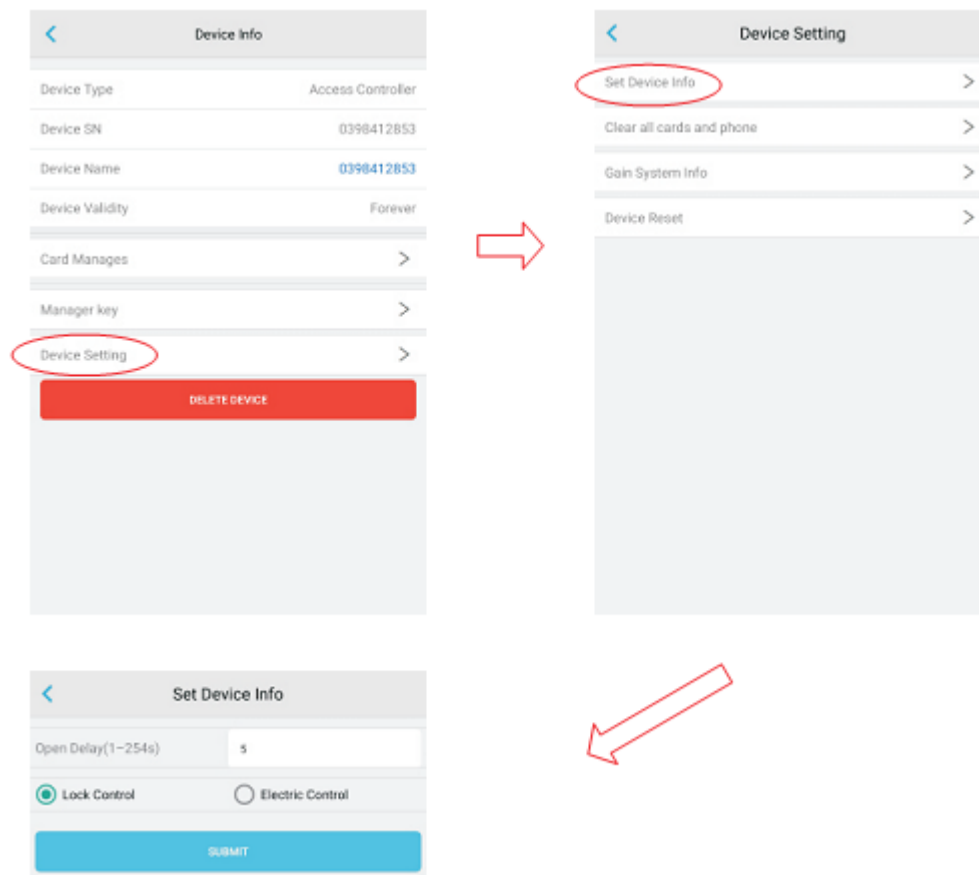 Device Info
Device Type Access Controller
Device SN 0398412853
Device Name 0398412853
Device Validity Forever
Card Manages >
Manager key >
Device Setting >
DELETE DEVICE
Device Setting
Set Device Info >
Clear all cards and phone >
Gain System Info >
Device Reset >
Set Device Info
Open Delay(1-254s) 5
Lock Control Electric Control
SUBMIT